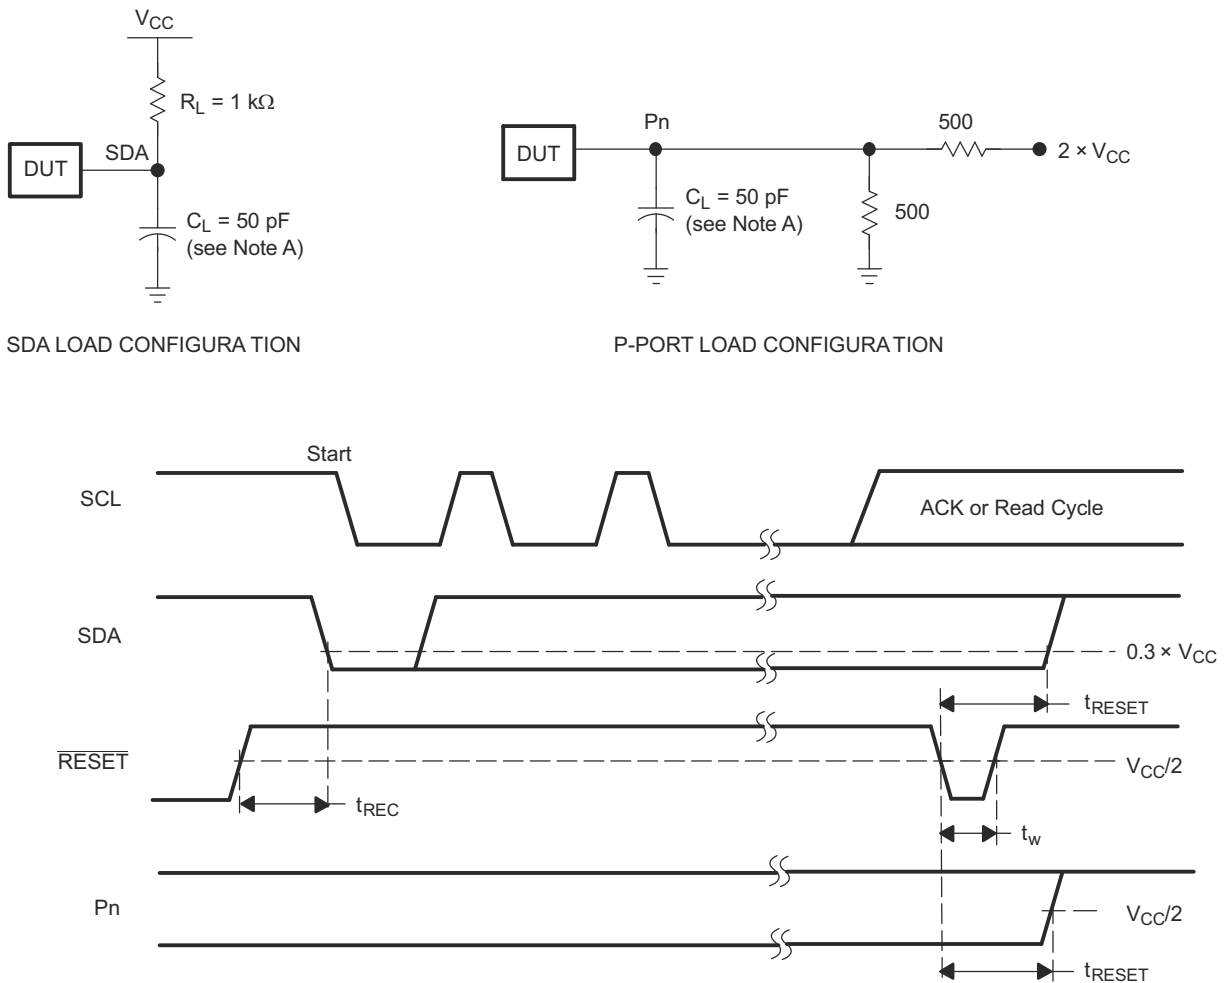 VCC
RL = 1 kΩ
DUT
SDA
CL = 50 pF
(see Note A)
SDA LOAD CONFIGURA TION
DUT
Pn
500
2 × VCC
CL = 50 pF
(see Note A)
500
P-PORT LOAD CONFIGURATION
Start
SCL
ACK or Read Cycle
SDA
0.3 × VCC
tRESET
RESET
VCC/2
tREC
tw
Pn
VCC/2
tRESET